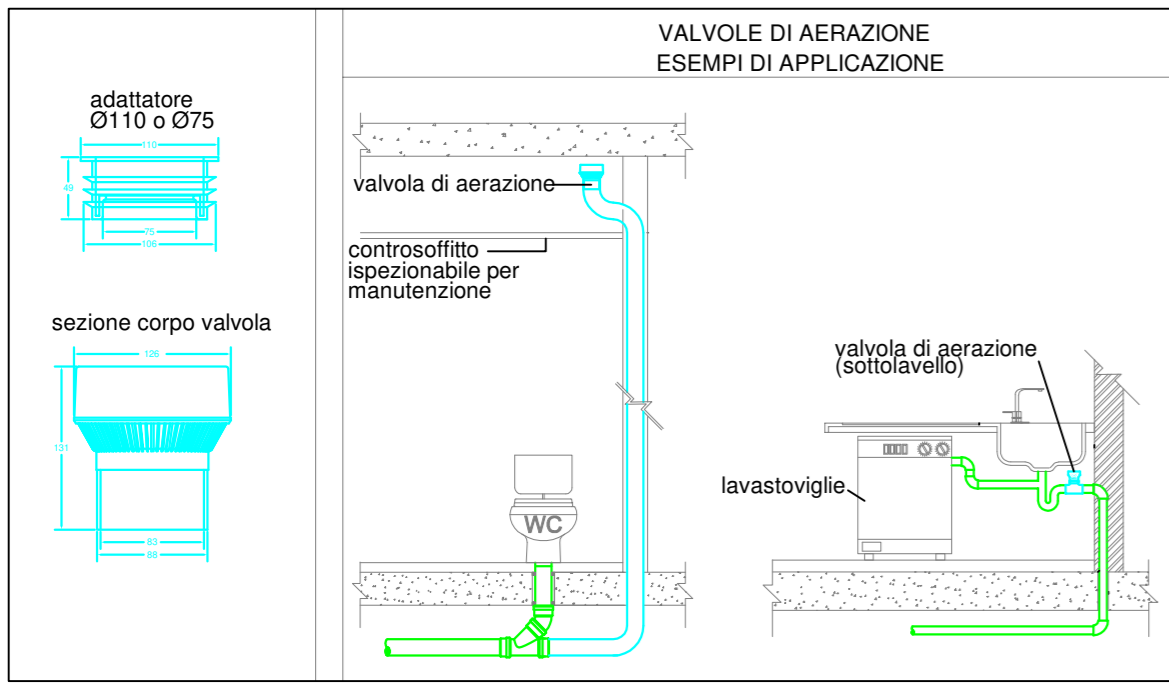 VALVOLE DI AERAZIONE
ESEMPI DI APPLICAZIONE
adattatore
Ø110 o Ø75
110
49
75
106
sezione corpo valvola
126
131
83
88
valvola di aerazione
controsoffitto
ispezionabile per
manutenzione
WC
valvola di aerazione
(sottolavello)
lavastoviglie